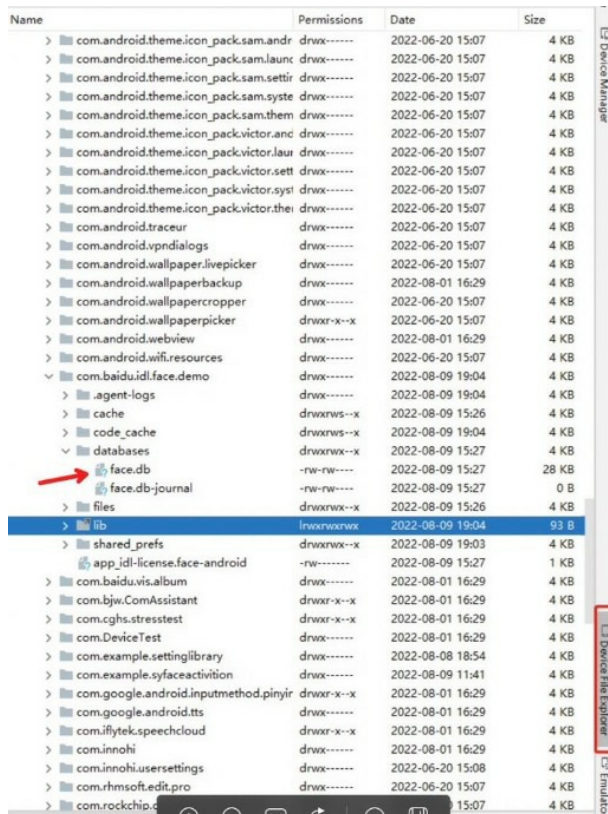 Name Permissions Date Size
com.android.theme.icon_pack.sam.andr drwx------ 2022-06-20 15:07 4 KB
com.android.theme.icon_pack.sam.launc drwx------ 2022-06-20 15:07 4 KB
com.android.theme.icon_pack.sam.settir drwx------ 2022-06-20 15:07 4 KB
com.android.theme.icon_pack.sam.syste drwx------ 2022-06-20 15:07 4 KB
com.android.theme.icon_pack.sam.them drwx------ 2022-06-20 15:07 4 KB
com.android.theme.icon_pack.victor.and drwx------ 2022-06-20 15:07 4 KB
com.android.theme.icon_pack.victor.laur drwx------ 2022-06-20 15:07 4 KB
com.android.theme.icon_pack.victor.sett drwx------ 2022-06-20 15:07 4 KB
com.android.theme.icon_pack.victor.syst drwx------ 2022-06-20 15:07 4 KB
com.android.theme.icon_pack.victor.the drwx------ 2022-06-20 15:07 4 KB
com.android.traceur drwx------ 2022-06-20 15:07 4 KB
com.android.vpndialogs drwx------ 2022-06-20 15:07 4 KB
com.android.wallpaper.livepicker drwx------ 2022-06-20 15:07 4 KB
com.android.wallpaperbackup drwx------ 2022-08-01 16:29 4 KB
com.android.wallpapercropper drwx------ 2022-06-20 15:07 4 KB
com.android.wallpaperpicker drwxr-x--x 2022-06-20 15:07 4 KB
com.android.webview drwx------ 2022-08-01 16:29 4 KB
com.android.wifi.resources drwx------ 2022-06-20 15:07 4 KB
com.baidu.idl.face.demo drwx------ 2022-08-09 19:04 4 KB
.agent-logs drwx------ 2022-08-09 19:04 4 KB
cache drwxrws--x 2022-08-09 15:26 4 KB
code_cache drwxrws--x 2022-08-09 19:04 4 KB
databases drwxrwx--x 2022-08-09 15:27 4 KB
face.db -rw-rw---- 2022-08-09 15:27 28 KB
face.db-journal -rw-rw---- 2022-08-09 15:27 0 B
files drwxrwx--x 2022-08-09 15:26 4 KB
lib lrwxrwxrwx 2022-08-09 19:04 93 B
shared_prefs drwxrwx--x 2022-08-09 19:03 4 KB
app_idl-license.face-android -rw------- 2022-08-09 15:27 1 KB
com.baidu.vis.album drwx------ 2022-08-01 16:29 4 KB
com.bjw.ComAssistant drwxr-x--x 2022-08-01 16:29 4 KB
com.cghs.stresstest drwxr-x--x 2022-08-01 16:29 4 KB
com.DeviceTest drwx------ 2022-08-01 16:29 4 KB
com.example.settinglibrary drwx------ 2022-08-08 18:54 4 KB
com.example.syfaceactivition drwx------ 2022-08-09 11:41 4 KB
com.google.android.inputmethod.pinyir drwxr-x--x 2022-08-01 16:29 4 KB
com.google.android.tts drwx------ 2022-08-01 16:29 4 KB
com.iflytek.speechcloud drwxr-x--x 2022-08-01 16:29 4 KB
com.innohi drwx------ 2022-08-01 16:29 4 KB
com.innohi.usersettings drwx------ 2022-06-20 15:08 4 KB
com.rhmsoft.edit.pro drwx------ 2022-08-01 16:29 4 KB
com.rockchip. 15:07 4 KB
Device Manager
Device File Explorer
Emulato